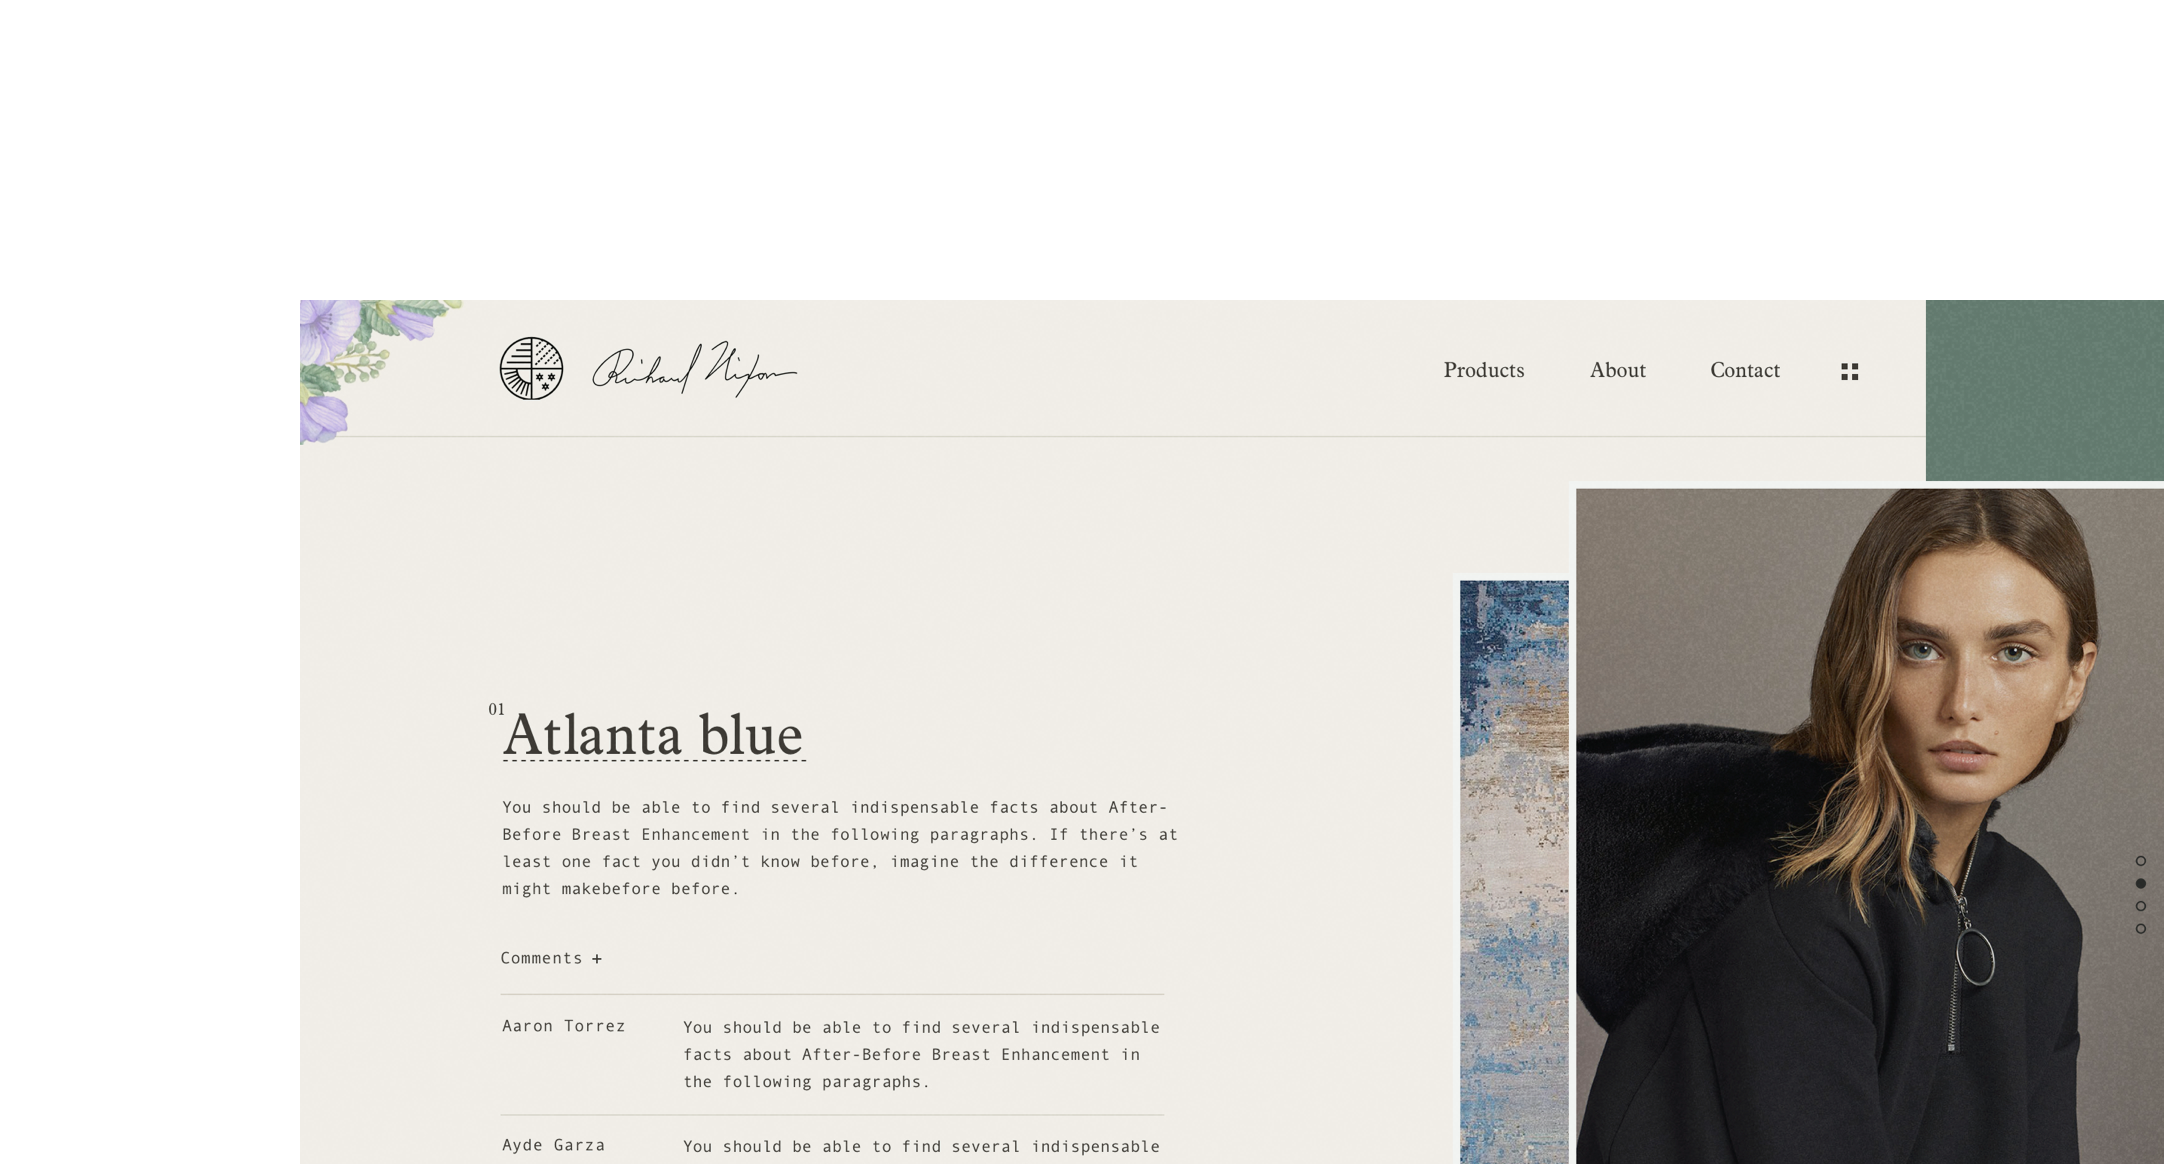 Richard Nixon
Products About Contact
01
Atlanta blue
You should be able to find several indispensable facts about After-
Before Breast Enhancement in the following paragraphs. If there’s at
least one fact you didn’t know before, imagine the difference it
might makebefore before.
Comments +
Aaron Torrez
You should be able to find several indispensable
facts about After-Before Breast Enhancement in
the following paragraphs.
Ayde Garza
You should be able to find several indispensable